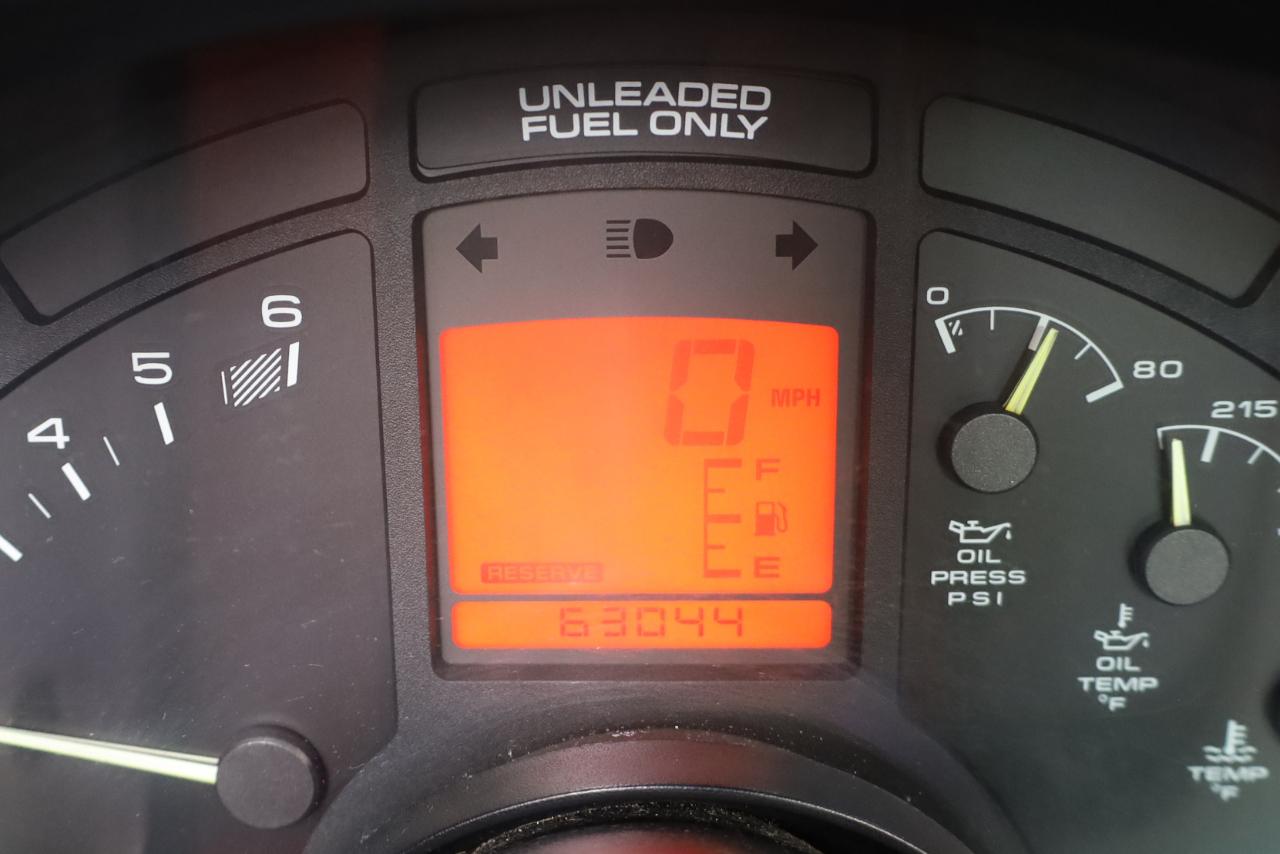 UNLEADED
FUEL ONLY
6
5
4
0
80
215
0 MPH
F
E
RESERVE
63044
OIL
PRESS
PSI
OIL
TEMP
°F
TEMP
°F